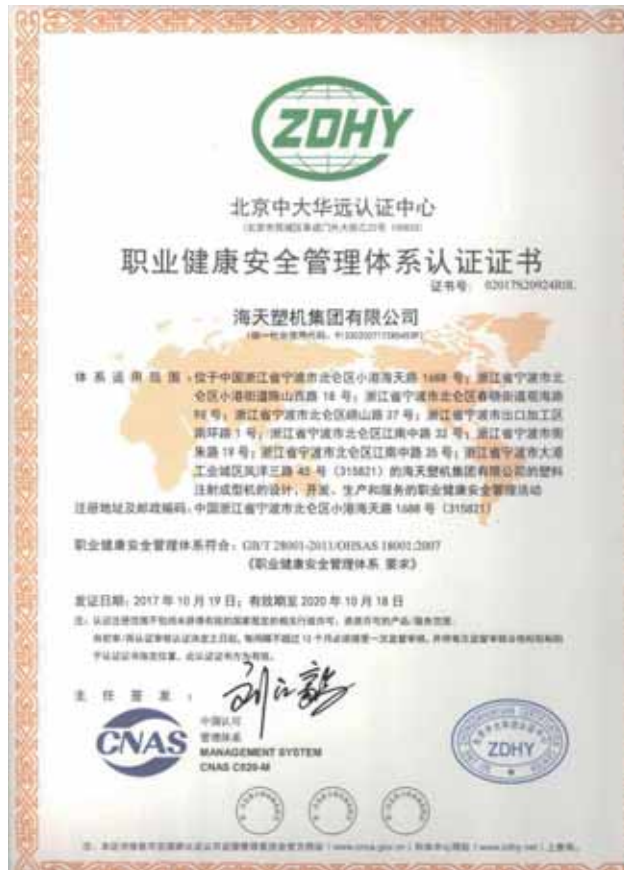 ZDHY
北京中大华远认证中心
职业健康安全管理体系认证证书
证书号： 02017S20924R0L
海天塑机集团有限公司
体系适用范围：位于中国浙江省宁波市北仑区小港海天路 1688 号；浙江省宁波市北
仑区小港街道陈山西路 18 号；浙江省宁波市北仑区春晓街道观海路
号；浙江省宁波市北仑区 山路 37 号；浙江省宁波市出口加工区
南环路 1 号；浙江省宁波市北仑区江南中路 32 号；浙江省宁波市衡
朱路 19 号；浙江省宁波市北仑区江南中路 号；浙江省宁波市大港
工业城区凤洋三路 号（315821）的海天塑机集团有限公司的塑料
注射成型机的设计、开发、生产和服务的职业健康安全管理活动
注册地址及邮政编码：中国浙江省宁波市北仑区小港海天路 1688 号（315821）
职业健康安全管理体系符合：GB/T 28001-2011/OHSAS 18001:2007
《职业健康安全管理体系 要求》
发证日期：2017 年 10 月 19 日；有效期至 2020 年 10 月 18 日
主任签发：
CNAS
中国认可
管理体系
MANAGEMENT SYSTEM
CNAS C020-M
ZDHY